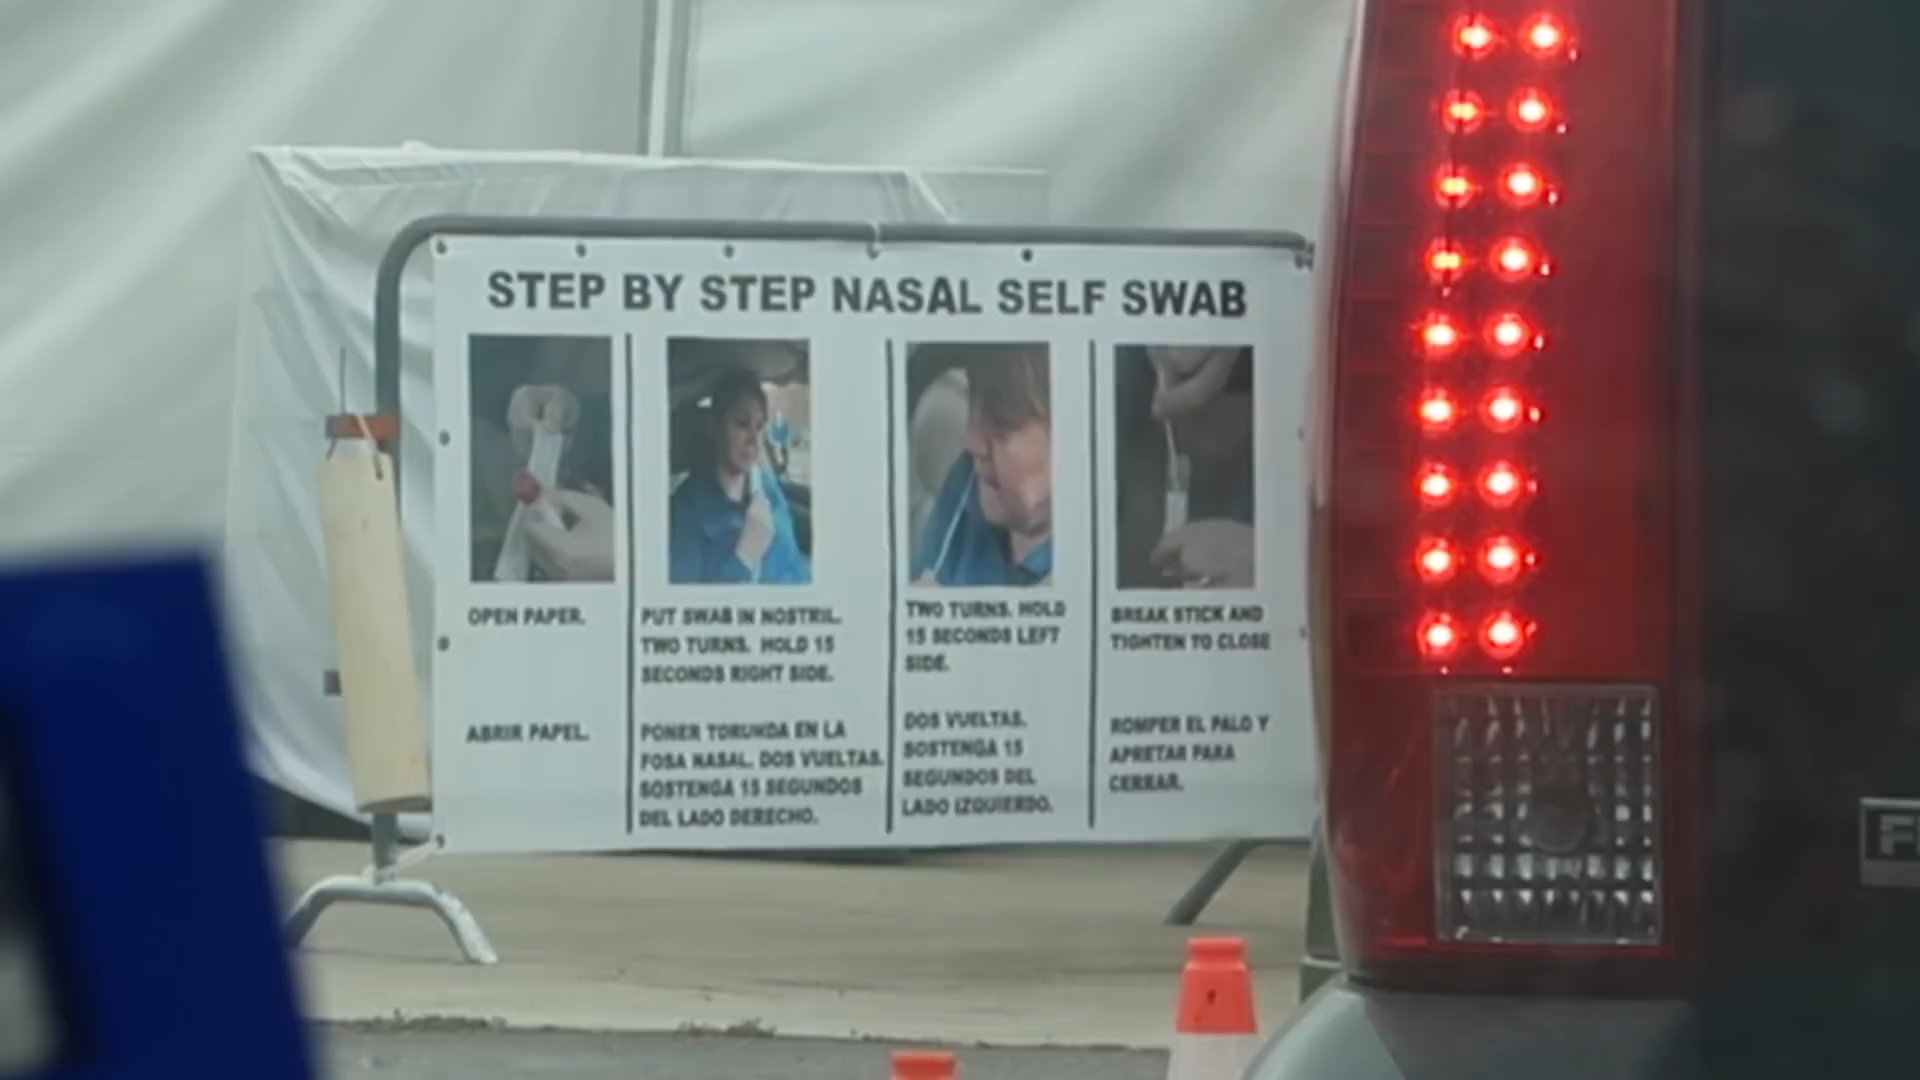 STEP BY STEP NASAL SELF SWAB
OPEN PAPER.
ABRIR PAPEL.
PUT SWAB IN NOSTRIL.
TWO TURNS. HOLD 15
SECONDS RIGHT SIDE.
PONER TORUNDA EN LA
FOSA NASAL. DOS VUELTAS.
SOSTENGA 15 SEGUNDOS
DEL LADO DERECHO.
TWO TURNS. HOLD
15 SECONDS LEFT
SIDE.
DOS VUELTAS.
SOSTENGA 15
SEGUNDOS DEL
LADO IZQUIERDO.
BREAK STICK AND
TIGHTEN TO CLOSE
ROMPER EL PALO Y
APRETAR PARA
CERRAR.